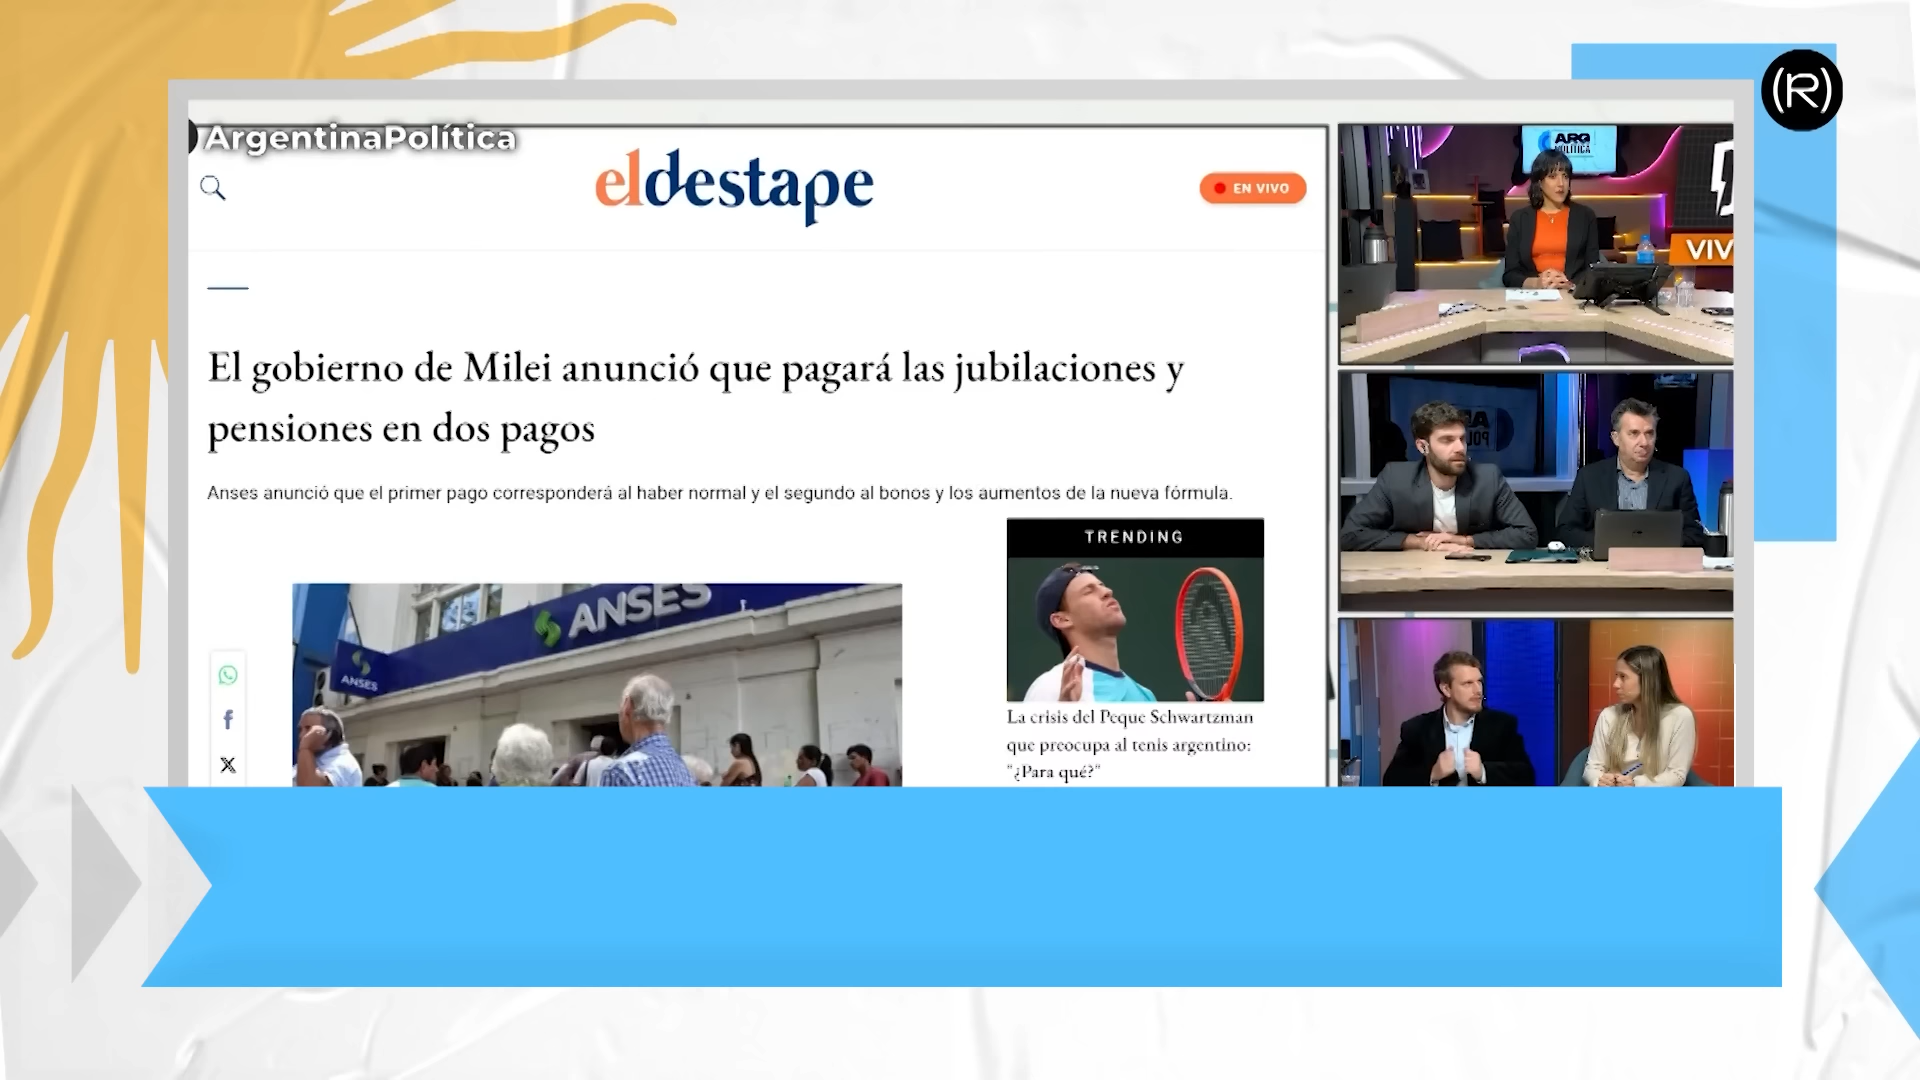 (R)
ArgentinaPolítica
eldestape
EN VIVO
El gobierno de Milei anunció que pagará las jubilaciones y
pensiones en dos pagos
Anses anunció que el primer pago corresponderá al haber normal y el segundo al bonos y los aumentos de la nueva fórmula.
TRENDING
La crisis del Peque Schwartzman
que preocupa al tenis argentino:
"¿Para qué?"
ANSES
ANSES
ARG
POLÍTICA
VIV